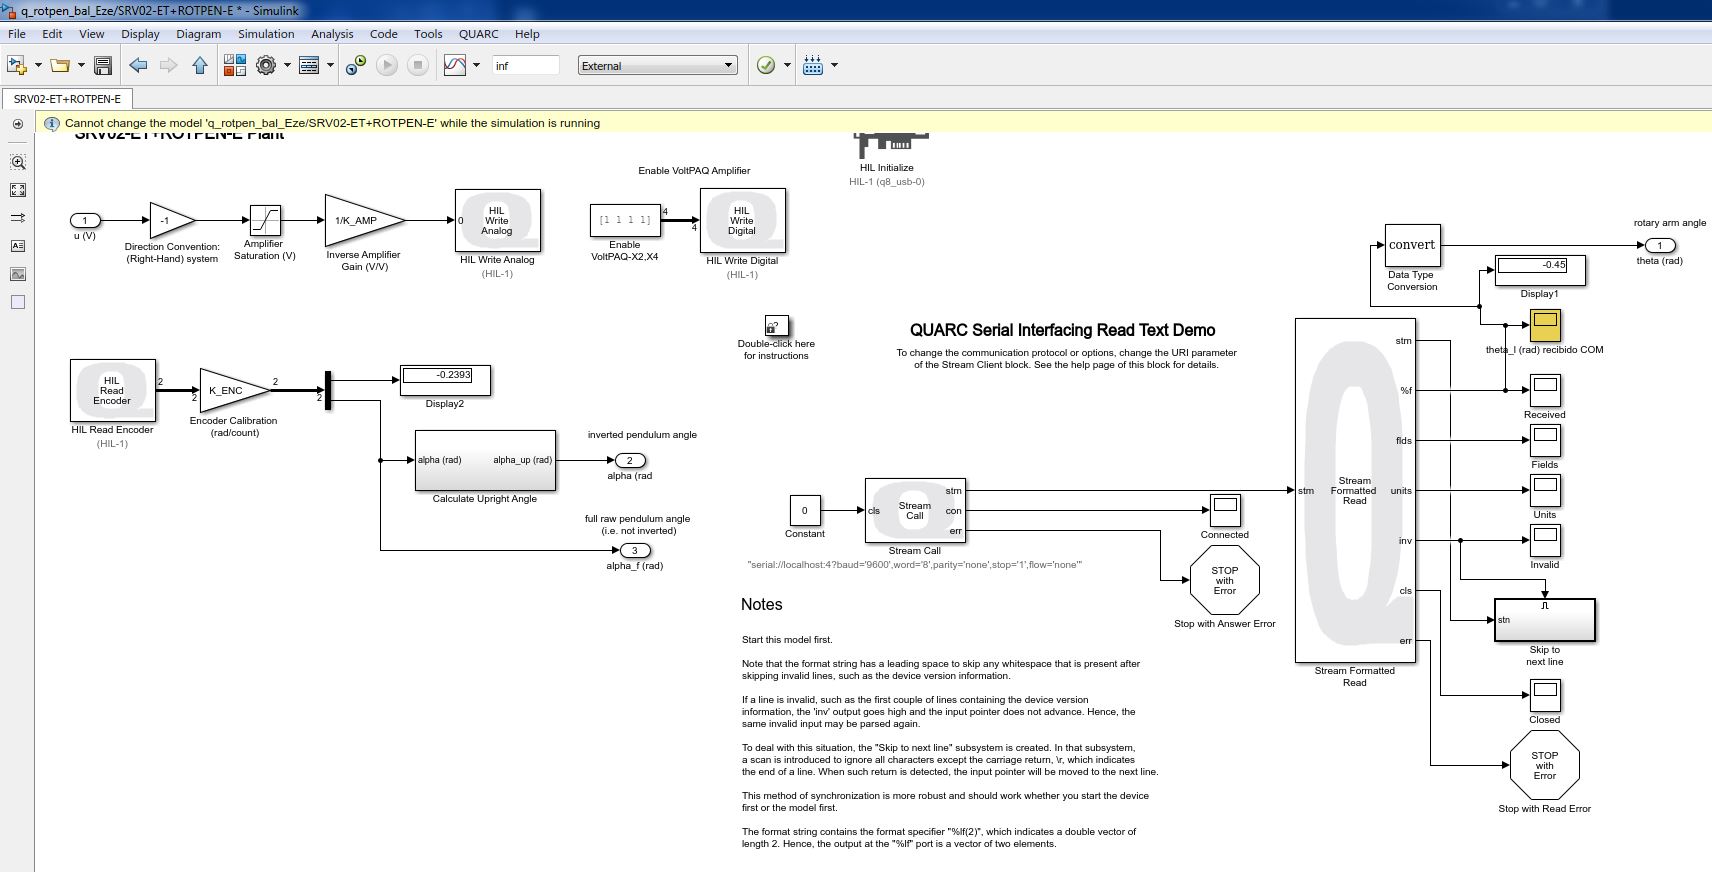 q_rotpen_bal_Eze/SRV02-ET+ROTPEN-E * - Simulink
File Edit View Display Diagram Simulation Analysis Code Tools QUARC Help
inf
External
SRV02-ET+ROTPEN-E
Cannot change the model 'q_rotpen_bal_Eze/SRV02-ET+ROTPEN-E' while the simulation is running
SRV02-ET+ROTPEN-E Plant
1
u (V)
-1
Direction Convention:
(Right-Hand) system
Amplifier
Saturation (V)
1/K_AMP
Inverse Amplifier
Gain (V/V)
0
HIL
Write
Analog
HIL Write Analog
(HIL-1)
Enable VoltPAQ Amplifier
[1 1 1 1]
4
4
Enable
VoltPAQ-X2,X4
HIL
Write
Digital
HIL Write Digital
(HIL-1)
HIL Initialize
HIL-1 (q8_usb-0)
rotary arm angle
convert
Data Type
Conversion
1
theta (rad)
-0.45
Display1
theta_l (rad) recibido COM
Double-click here
for instructions
?
QUARC Serial Interfacing Read Text Demo
To change the communication protocol or options, change the URI parameter
of the Stream Client block. See the help page of this block for details.
HIL
Read
Encoder
HIL Read Encoder
(HIL-1)
2
2
K_ENC
Encoder Calibration
(rad/count)
2
2
-0.2393
Display2
alpha (rad)
alpha_up (rad)
Calculate Upright Angle
inverted pendulum angle
2
alpha (rad
full raw pendulum angle
(i.e. not inverted)
3
alpha_f (rad)
0
Constant
cls
Stream
Call
stm
con
err
Stream Call
"serial://localhost:4?baud='9600',word='8',parity='none',stop='1',flow='none'"
Connected
STOP
with
Error
Stop with Answer Error
stm
Stream
Formatted
Read
stm
%f
flds
units
inv
cls
err
Stream Formatted
Read
Received
Fields
Units
Invalid
stn
Skip to
next line
Closed
STOP
with
Error
Stop with Read Error
Notes
Start this model first.
Note that the format string has a leading space to skip any whitespace that is present after
skipping invalid lines, such as the device version information.
If a line is invalid, such as the first couple of lines containing the device version
information, the 'inv' output goes high and the input pointer does not advance. Hence, the
same invalid input may be parsed again.
To deal with this situation, the "Skip to next line" subsystem is created. In that subsystem,
a scan is introduced to ignore all characters except the carriage return, \r, which indicates
the end of a line. When such return is detected, the input pointer will be moved to the next line.
This method of synchronization is more robust and should work whether you start the device
first or the model first.
The format string contains the format specifier "%lf(2)", which indicates a double vector of
length 2. Hence, the output at the "%lf" port is a vector of two elements.